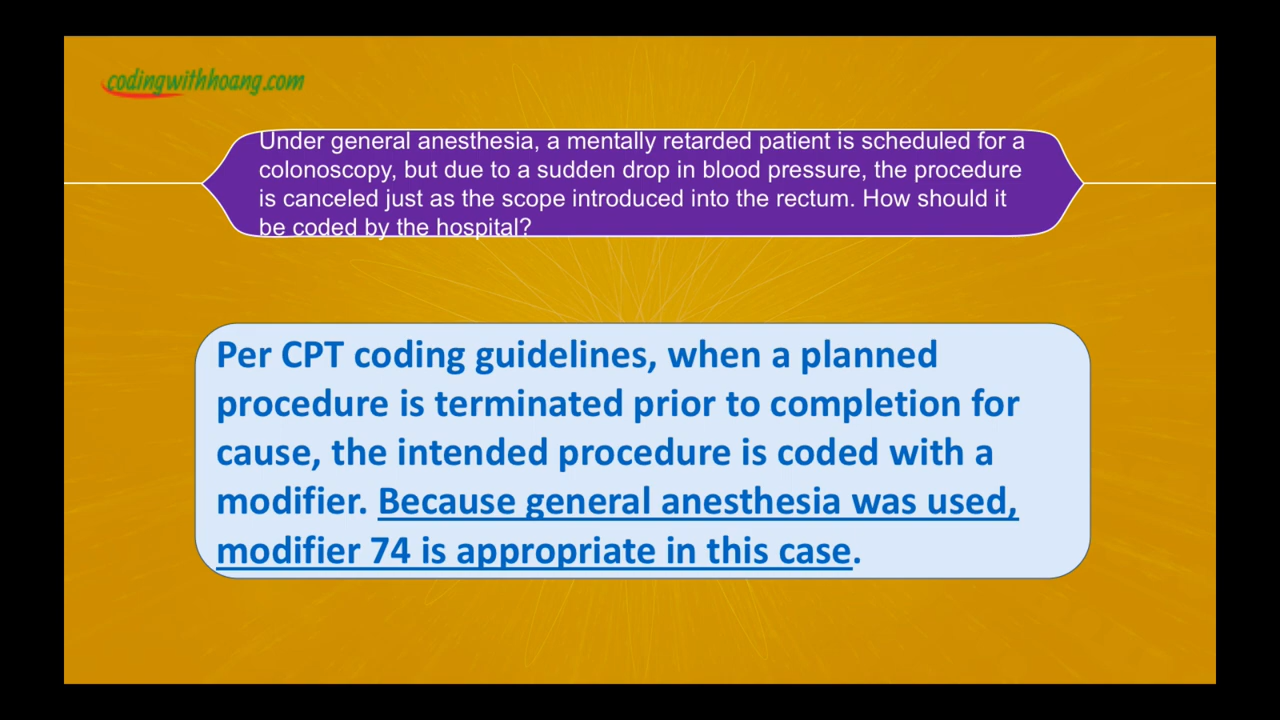 codingwithhoang.com
Under general anesthesia, a mentally retarded patient is scheduled for a
colonoscopy, but due to a sudden drop in blood pressure, the procedure
is canceled just as the scope introduced into the rectum. How should it
be coded by the hospital?
Per CPT coding guidelines, when a planned
procedure is terminated prior to completion for
cause, the intended procedure is coded with a
modifier. Because general anesthesia was used,
modifier 74 is appropriate in this case.